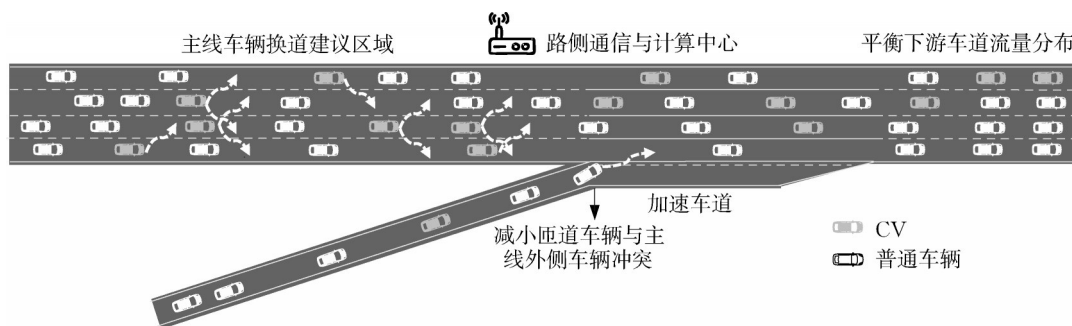 主线车辆换道建议区域
路侧通信与计算中心
平衡下游车道流量分布
加速车道
减小匝道车辆与主
线外侧车辆冲突
CV
普通车辆